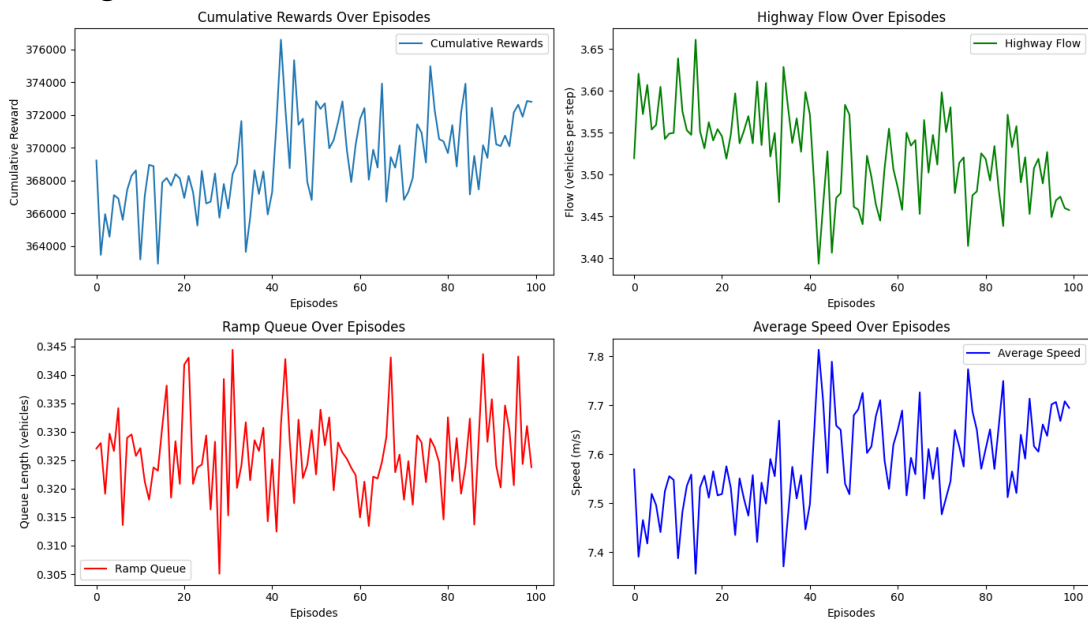 Cumulative Rewards Over Episodes
Cumulative Rewards
Cumulative Reward
376000
374000
372000
370000
368000
366000
364000
0 20 40 60 80 100
Episodes
Highway Flow Over Episodes
Highway Flow
Flow (vehicles per step)
3.65
3.60
3.55
3.50
3.45
3.40
0 20 40 60 80 100
Episodes
Ramp Queue Over Episodes
Ramp Queue
Queue Length (vehicles)
0.345
0.340
0.335
0.330
0.325
0.320
0.315
0.310
0.305
0 20 40 60 80 100
Episodes
Average Speed Over Episodes
Average Speed
Speed (m/s)
7.8
7.7
7.6
7.5
7.4
0 20 40 60 80 100
Episodes